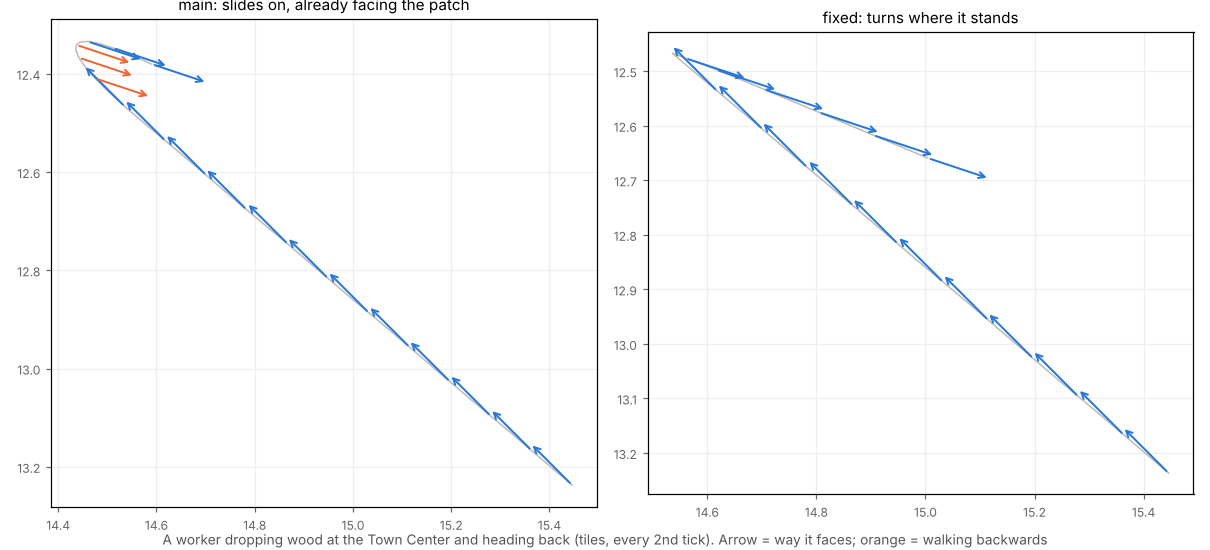 main: slides on, already facing the patch
fixed: turns where it stands
12.4
12.6
12.8
13.0
13.2
14.4 14.6 14.8 15.0 15.2 15.4
12.5
12.6
12.7
12.8
12.9
13.0
13.1
13.2
14.6 14.8 15.0 15.2 15.4
A worker dropping wood at the Town Center and heading back (tiles, every 2nd tick). Arrow = way it faces; orange = walking backwards